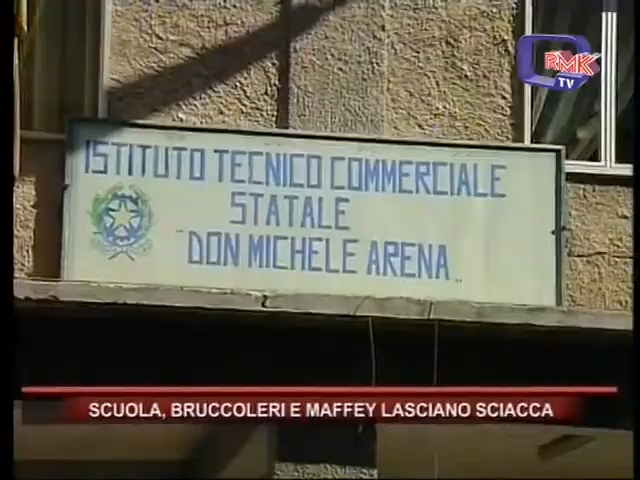 RMK
TV
ISTITUTO TECNICO COMMERCIALE
STATALE
"DON MICHELE ARENA"
SCUOLA, BRUCCOLERI E MAFFEY LASCIANO SCIACCA